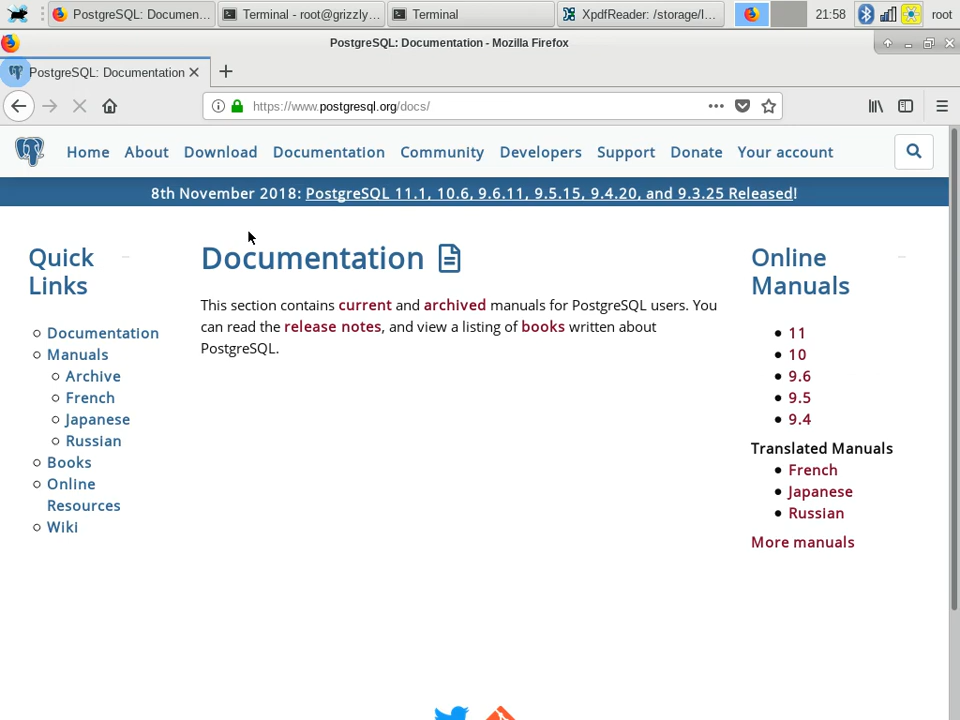 PostgreSQL: Documen...
Terminal - root@grizzly...
Terminal
XpdfReader: /storage/l...
21:58
root
PostgreSQL: Documentation - Mozilla Firefox
PostgreSQL: Documentation
https://www.postgresql.org/docs/
Home About Download Documentation Community Developers Support Donate Your account
8th November 2018: PostgreSQL 11.1, 10.6, 9.6.11, 9.5.15, 9.4.20, and 9.3.25 Released!
Quick
Links
Documentation
Manuals
Archive
French
Japanese
Russian
Books
Online
Resources
Wiki
Documentation
This section contains current and archived manuals for PostgreSQL users. You
can read the release notes, and view a listing of books written about
PostgreSQL.
Online
Manuals
11
10
9.6
9.5
9.4
Translated Manuals
French
Japanese
Russian
More manuals